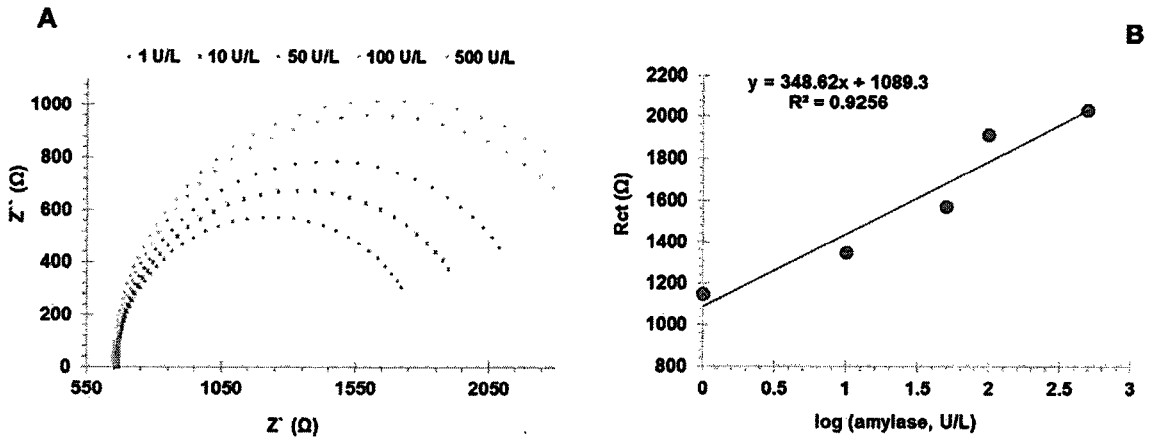 A
B
1 U/L 10 U/L 50 U/L 100 U/L 500 U/L
1000
800
600
400
200
0
Z`` (Ω)
550 1050 1550 2050
Z` (Ω)
y = 348.62x + 1089.3
R² = 0.9256
2200
2000
1800
1600
1400
1200
1000
800
Rct (Ω)
0 0.5 1 1.5 2 2.5 3
log (amylase, U/L)